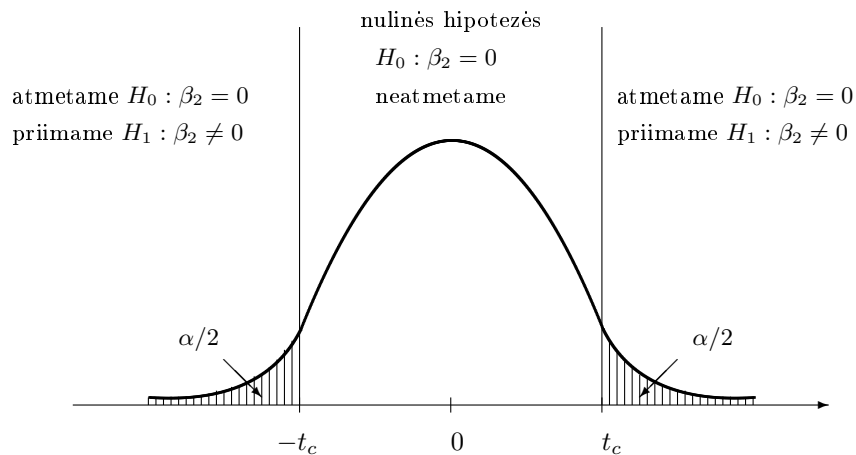 nulinės hipotezės
H₀ : β₂ = 0
neatmetame
atmetame H₀ : β₂ = 0
priimame H₁ : β₂ ≠ 0
atmetame H₀ : β₂ = 0
priimame H₁ : β₂ ≠ 0
α/2
α/2
−t_c
0
t_c